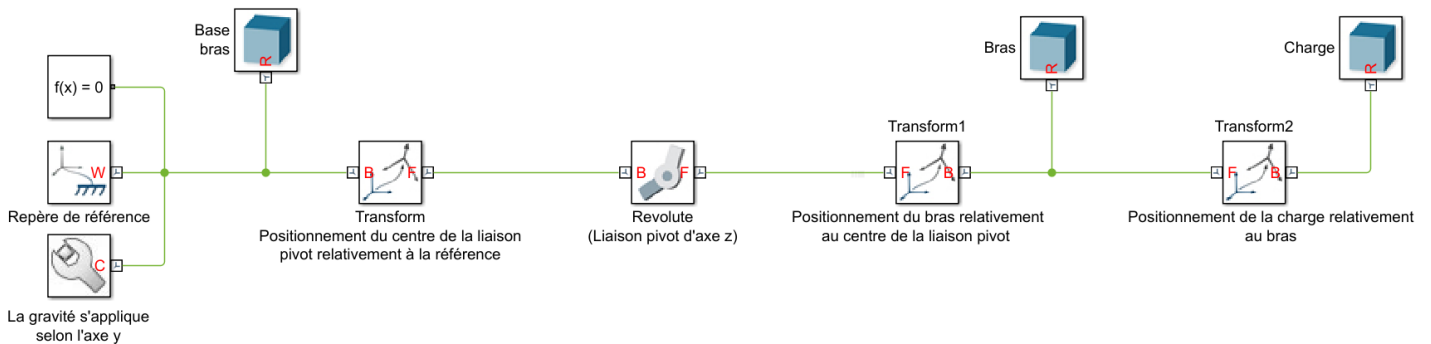 Base
bras
f(x) = 0
R
W
Repère de référence
C
La gravité s'applique
selon l'axe y
B
F
Transform
Positionnement du centre de la liaison
pivot relativement à la référence
B
F
Revolute
(Liaison pivot d'axe z)
Bras
R
Transform1
F
B
Positionnement du bras relativement
au centre de la liaison pivot
Charge
R
Transform2
F
B
Positionnement de la charge relativement
au bras